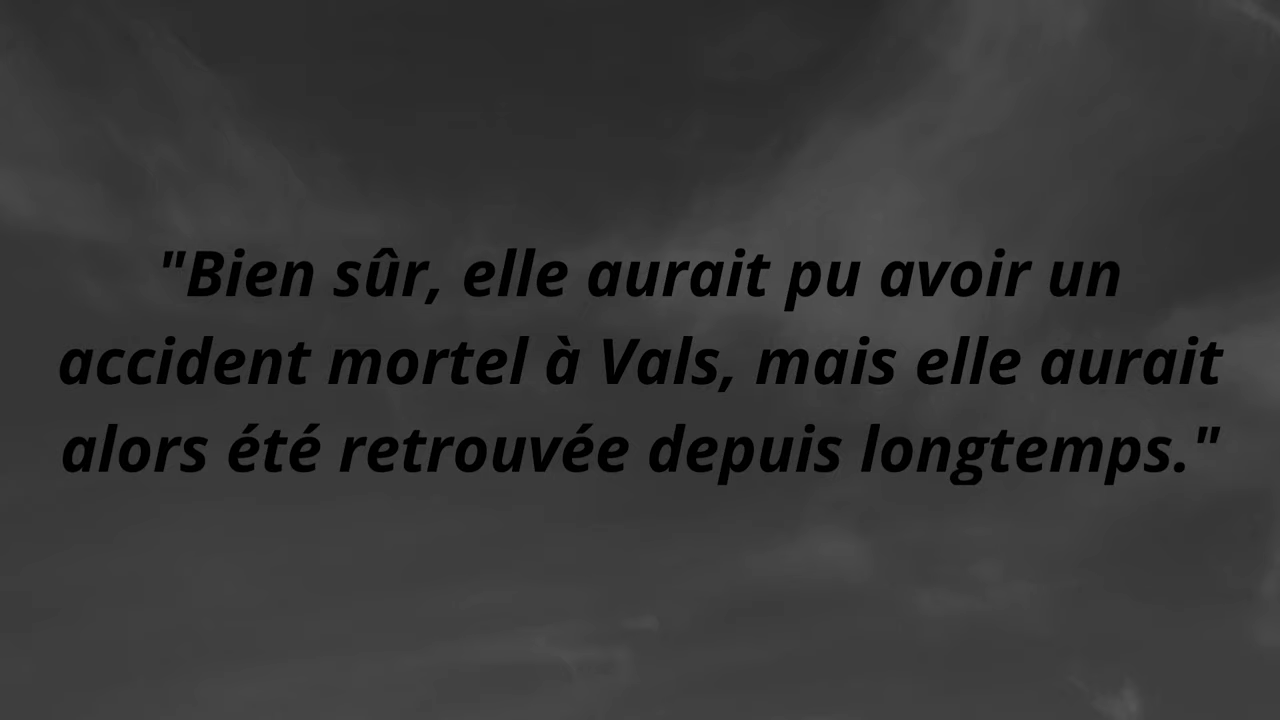 "Bien sûr, elle aurait pu avoir un
accident mortel à Vals, mais elle aurait
alors été retrouvée depuis longtemps."